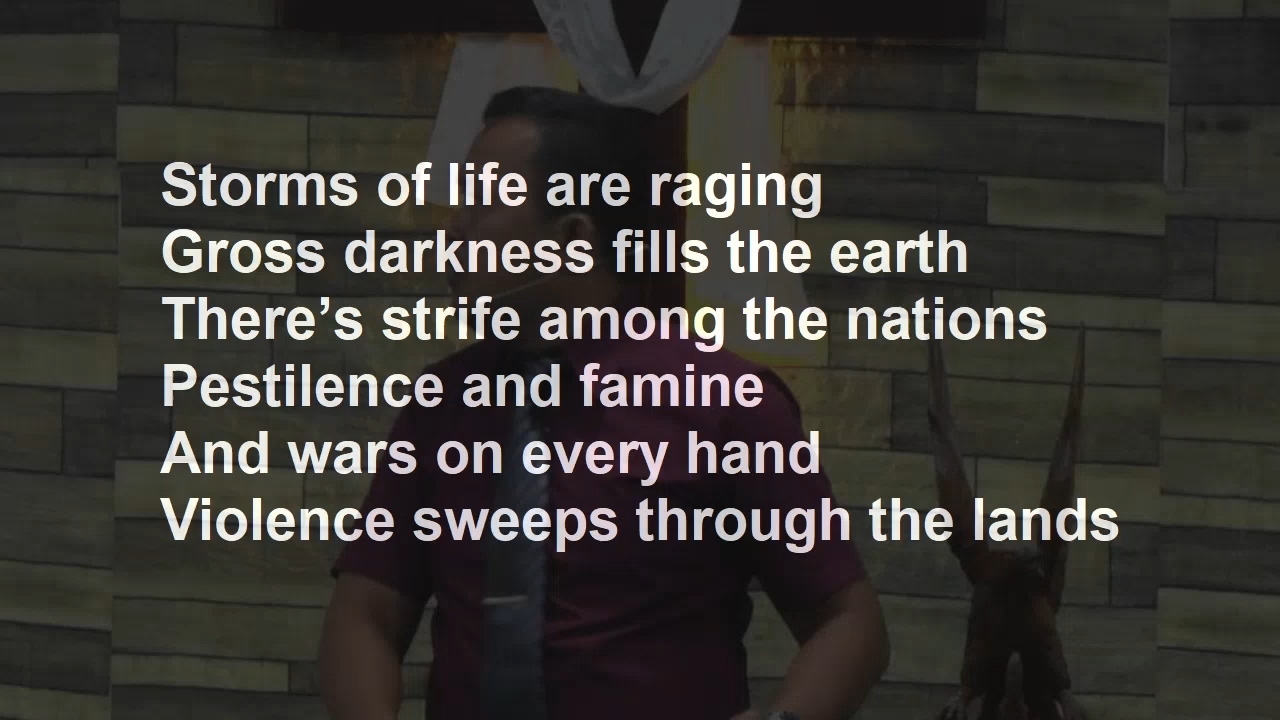 Storms of life are raging
Gross darkness fills the earth
There’s strife among the nations
Pestilence and famine
And wars on every hand
Violence sweeps through the lands